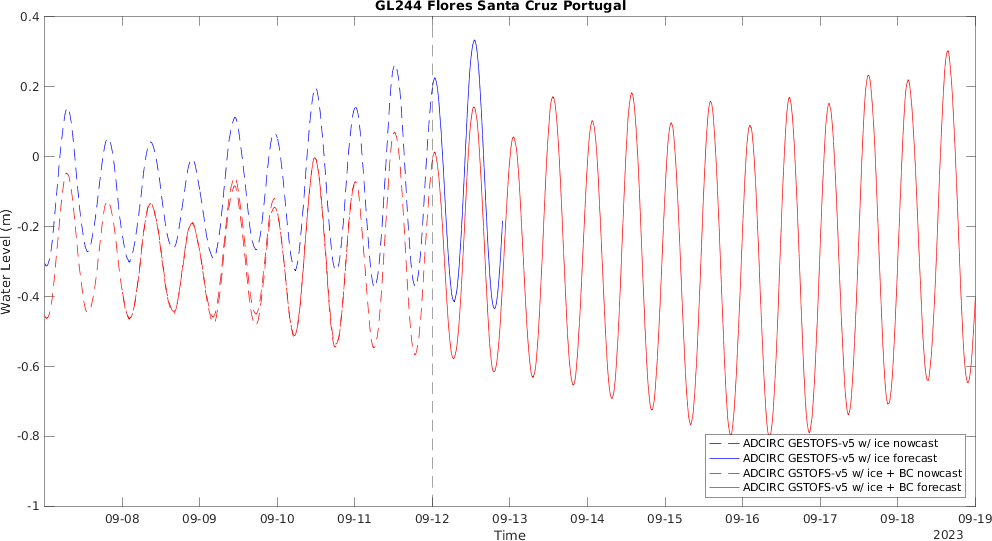 GL244 Flores Santa Cruz Portugal
0.4
0.2
0
-0.2
-0.4
-0.6
-0.8
-1
Water Level (m)
ADCIRC GESTOFS-v5 w/ ice nowcast
ADCIRC GESTOFS-v5 w/ ice forecast
ADCIRC GSTOFS-v5 w/ ice + BC nowcast
ADCIRC GSTOFS-v5 w/ ice + BC forecast
09-08 09-09 09-10 09-11 09-12 09-13 09-14 09-15 09-16 09-17 09-18 09-19
Time
2023